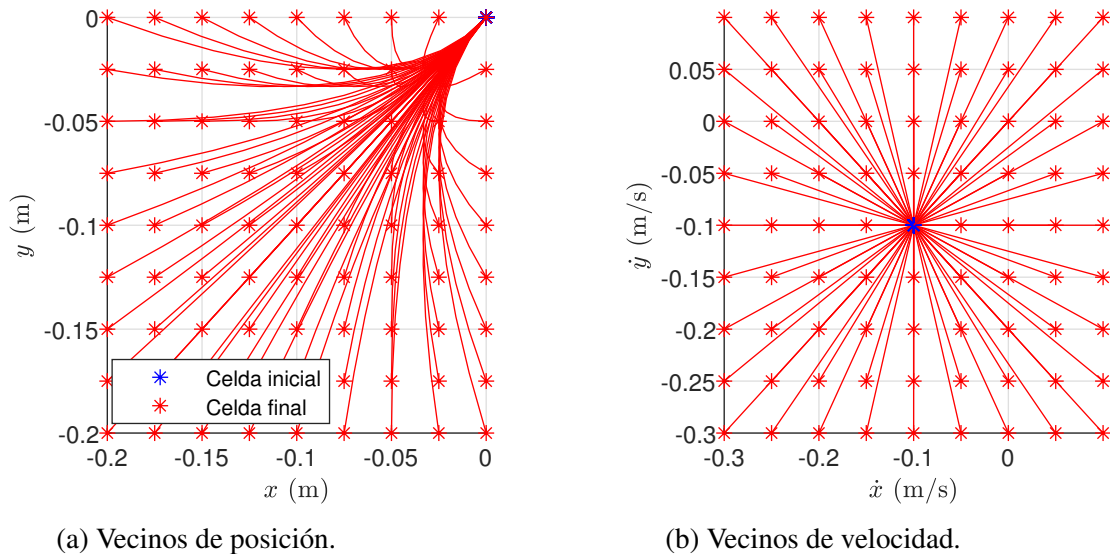 0
-0.05
-0.1
-0.15
-0.2
y (m)
-0.2
-0.15
-0.1
-0.05
0
x (m)
Celda inicial
Celda final
(a) Vecinos de posición.
0.05
0
-0.05
-0.1
-0.15
-0.2
-0.25
-0.3
ẏ (m/s)
-0.3
-0.2
-0.1
0
ẋ (m/s)
(b) Vecinos de velocidad.